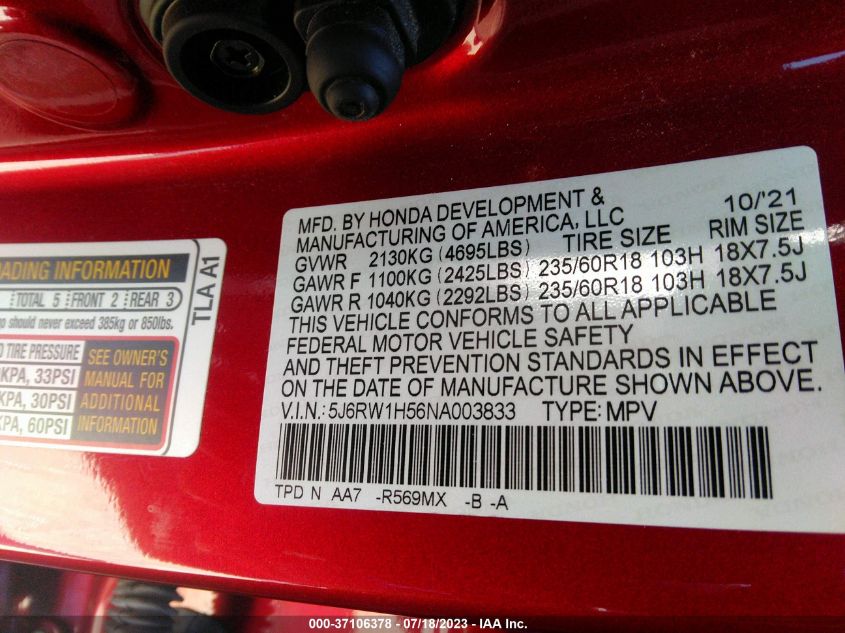 MFD. BY HONDA DEVELOPMENT & 10/'21
MANUFACTURING OF AMERICA, LLC
GVWR 2130KG (4695LBS) TIRE SIZE RIM SIZE
GAWR F 1100KG (2425LBS) 235/60R18 103H 18X7.5J
GAWR R 1040KG (2292LBS) 235/60R18 103H 18X7.5J
THIS VEHICLE CONFORMS TO ALL APPLICABLE
FEDERAL MOTOR VEHICLE SAFETY
AND THEFT PREVENTION STANDARDS IN EFFECT
ON THE DATE OF MANUFACTURE SHOWN ABOVE.
V.I.N.: 5J6RW1H56NA003833 TYPE: MPV
TPD N AA7 -R569MX -B -A
INFORMATION
TOTAL 5 FRONT 2 REAR 3
should never exceed 385kg or 850lbs.
TIRE PRESSURE
KPA, 33PSI
KPA, 30PSI
KPA, 60PSI
SEE OWNER'S
MANUAL FOR
ADDITIONAL
INFORMATION
TLA A1
000-37106378 - 07/18/2023 - IAA Inc.